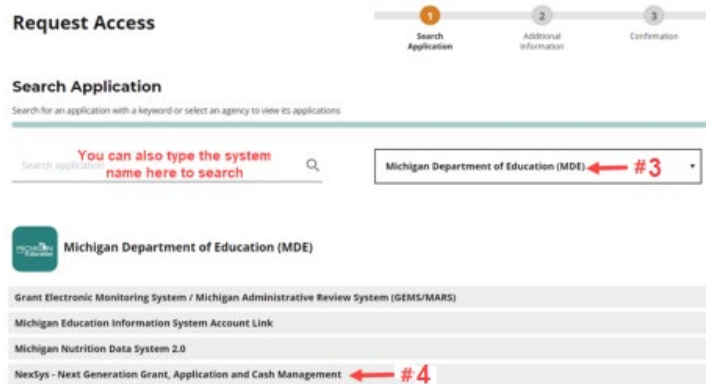 Request Access
1
2
3
Search
Application
Additional
Information
Confirmation
Search Application
Search for an application with a keyword or select an agency to view its applications
Search application
You can also type the system
name here to search
Michigan Department of Education (MDE)
#3
MICHIGAN
Education
Michigan Department of Education (MDE)
Grant Electronic Monitoring System / Michigan Administrative Review System (GEMS/MARS)
Michigan Education Information System Account Link
Michigan Nutrition Data System 2.0
NexSys - Next Generation Grant, Application and Cash Management
#4